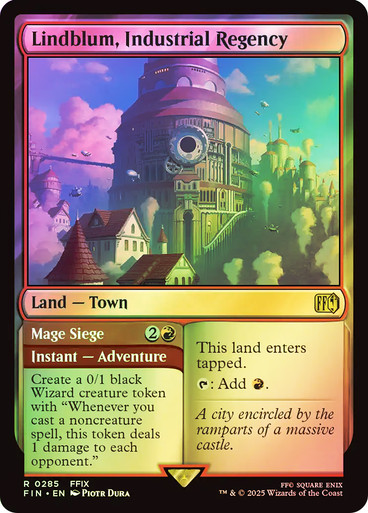 Lindblum, Industrial Regency
Land — Town
FFC
Mage Siege 2
Instant — Adventure
Create a 0/1 black
Wizard creature token
with “Whenever you
cast a noncreature
spell, this token deals
1 damage to each
opponent.”
This land enters
tapped.
: Add .
A city encircled by the
ramparts of a massive
castle.
R 0285 FFIX
FIN • EN Piotr Dura
FF© SQUARE ENIX
™ & © 2025 Wizards of the Coast